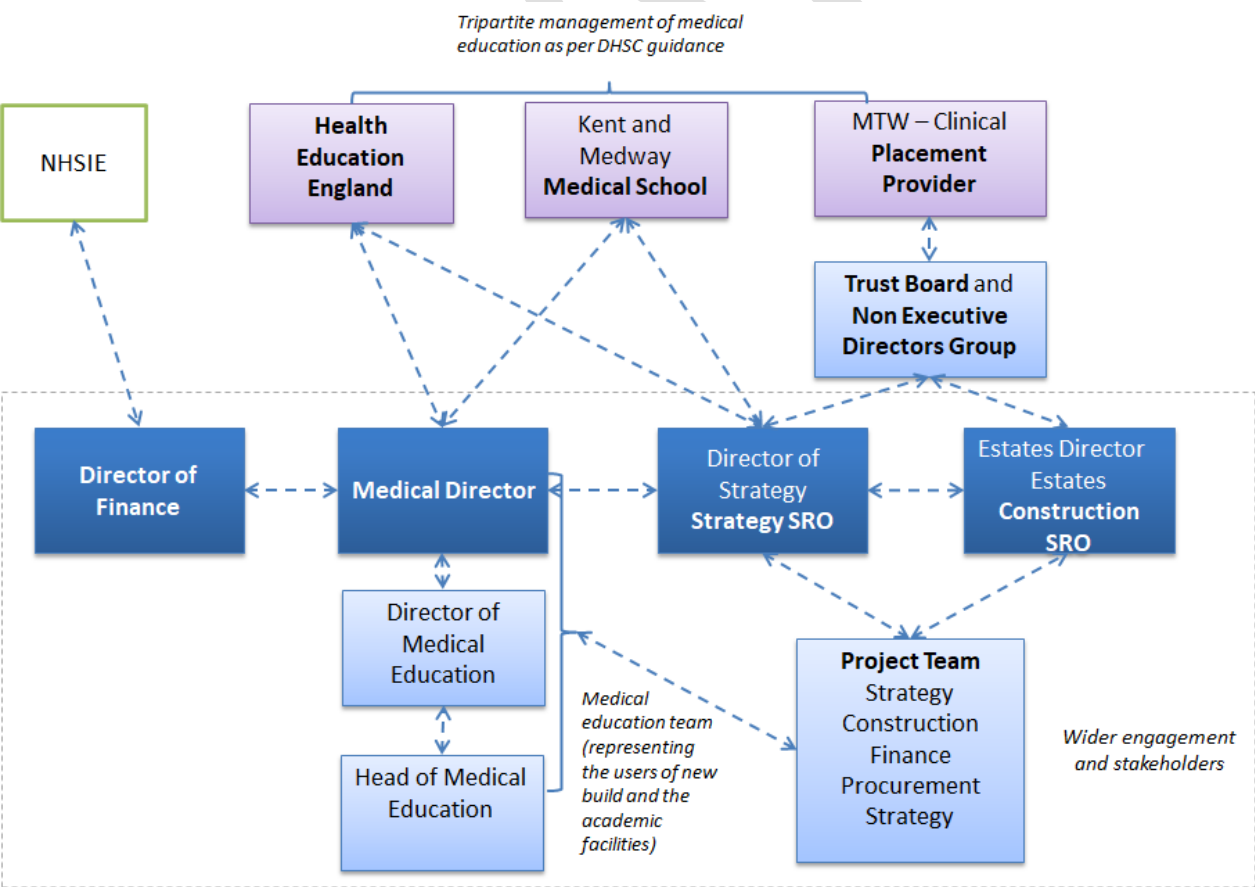 Tripartite management of medical
education as per DHSC guidance
NHSIE
Health
Education
England
Kent and
Medway
Medical School
MTW – Clinical
Placement
Provider
Trust Board and
Non Executive
Directors Group
Director of
Finance
Medical Director
Director of
Strategy
Strategy SRO
Estates Director
Estates
Construction
SRO
Director of
Medical
Education
Head of Medical
Education
Medical
education team
(representing
the users of new
build and the
academic
facilities)
Project Team
Strategy
Construction
Finance
Procurement
Strategy
Wider engagement
and stakeholders